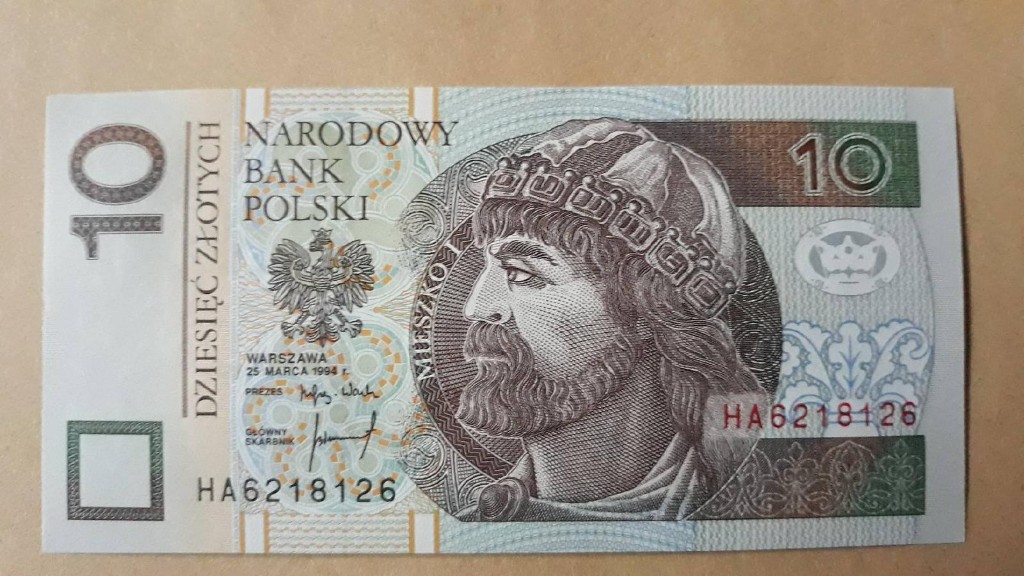 10
DZIESIĘĆ ZŁOTYCH
NARODOWY
BANK
POLSKI
WARSZAWA
25 MARCA 1994 r.
PREZES
GŁÓWNY
SKARBNIK
HA6218126
MIESZKO I
10
HA6218126